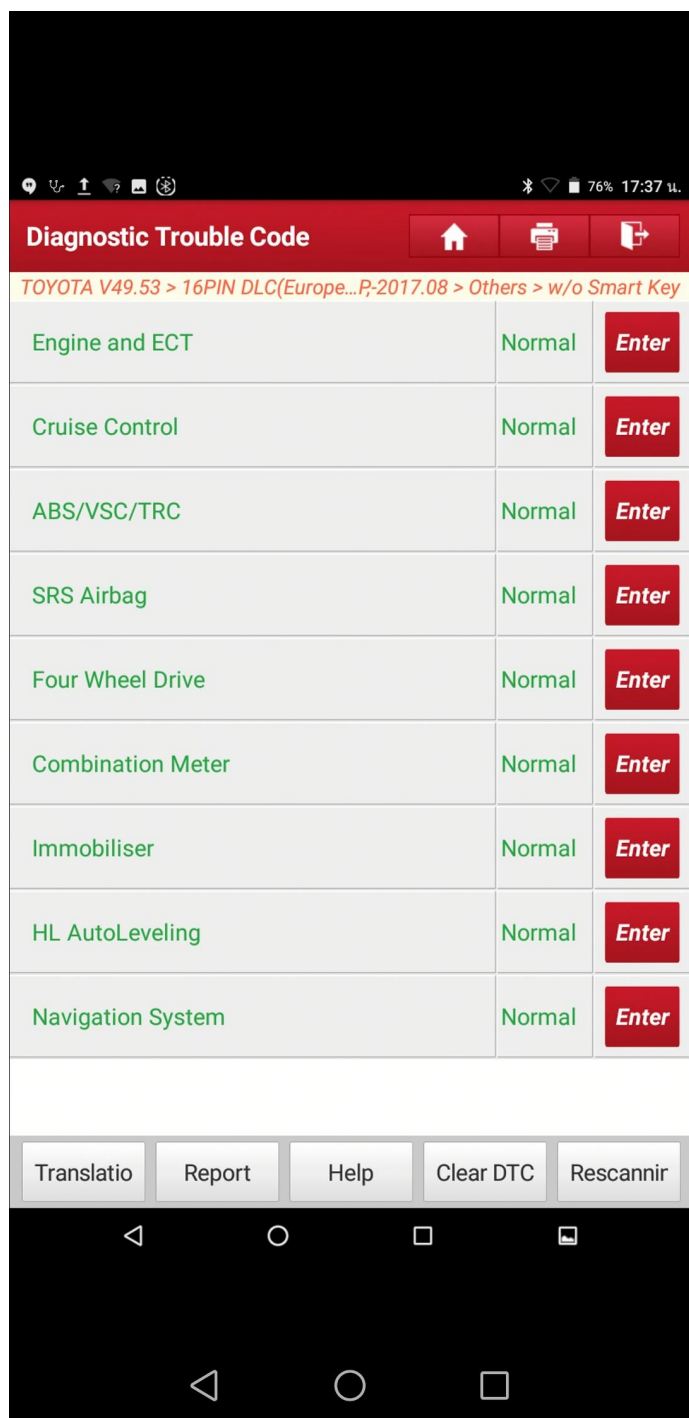 76% 17:37 น.
Diagnostic Trouble Code
TOYOTA V49.53 > 16PIN DLC(Europe...P,-2017.08 > Others > w/o Smart Key
Engine and ECT Normal Enter
Cruise Control Normal Enter
ABS/VSC/TRC Normal Enter
SRS Airbag Normal Enter
Four Wheel Drive Normal Enter
Combination Meter Normal Enter
Immobiliser Normal Enter
HL AutoLeveling Normal Enter
Navigation System Normal Enter
Translatio Report Help Clear DTC Rescannir